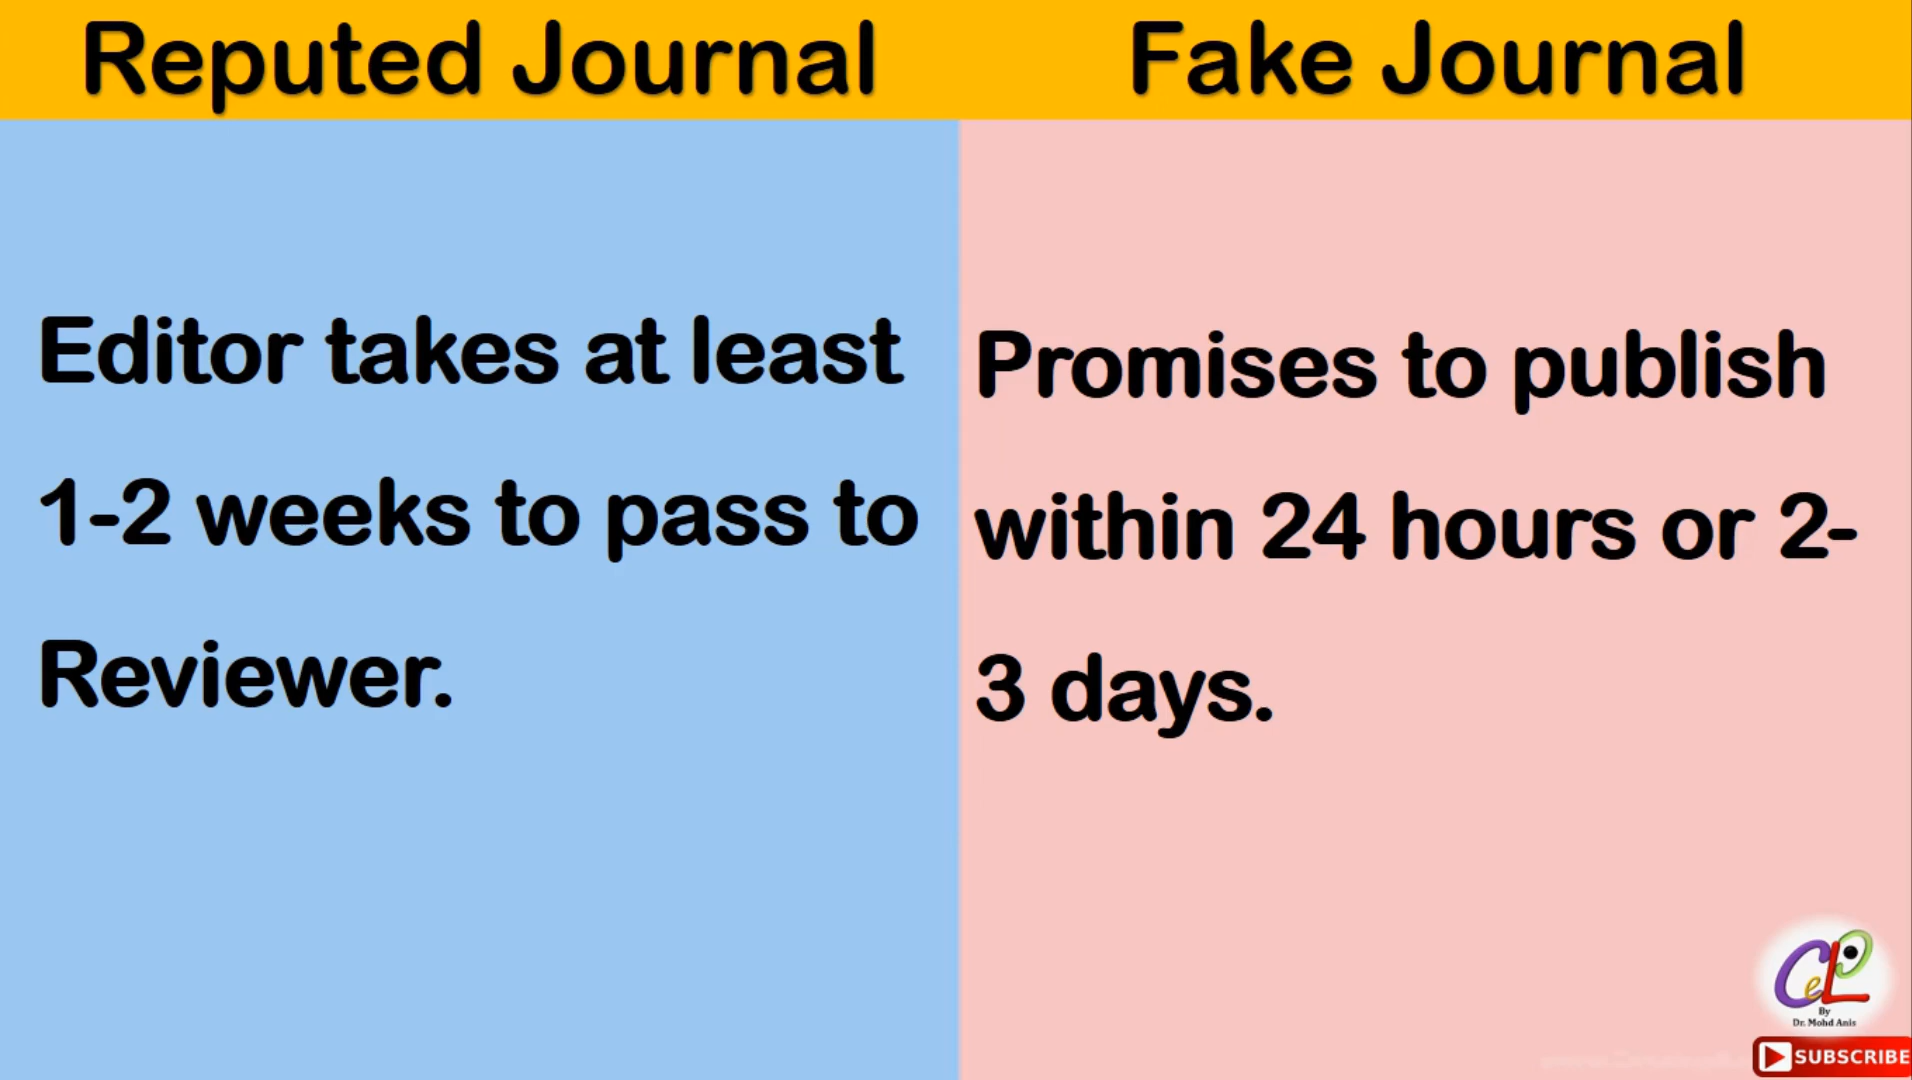 Reputed Journal
Fake Journal
Editor takes at least
1-2 weeks to pass to
Reviewer.
Promises to publish
within 24 hours or 2-
3 days.
CeLO
By
Dr. Mohd Anis
SUBSCRIBE